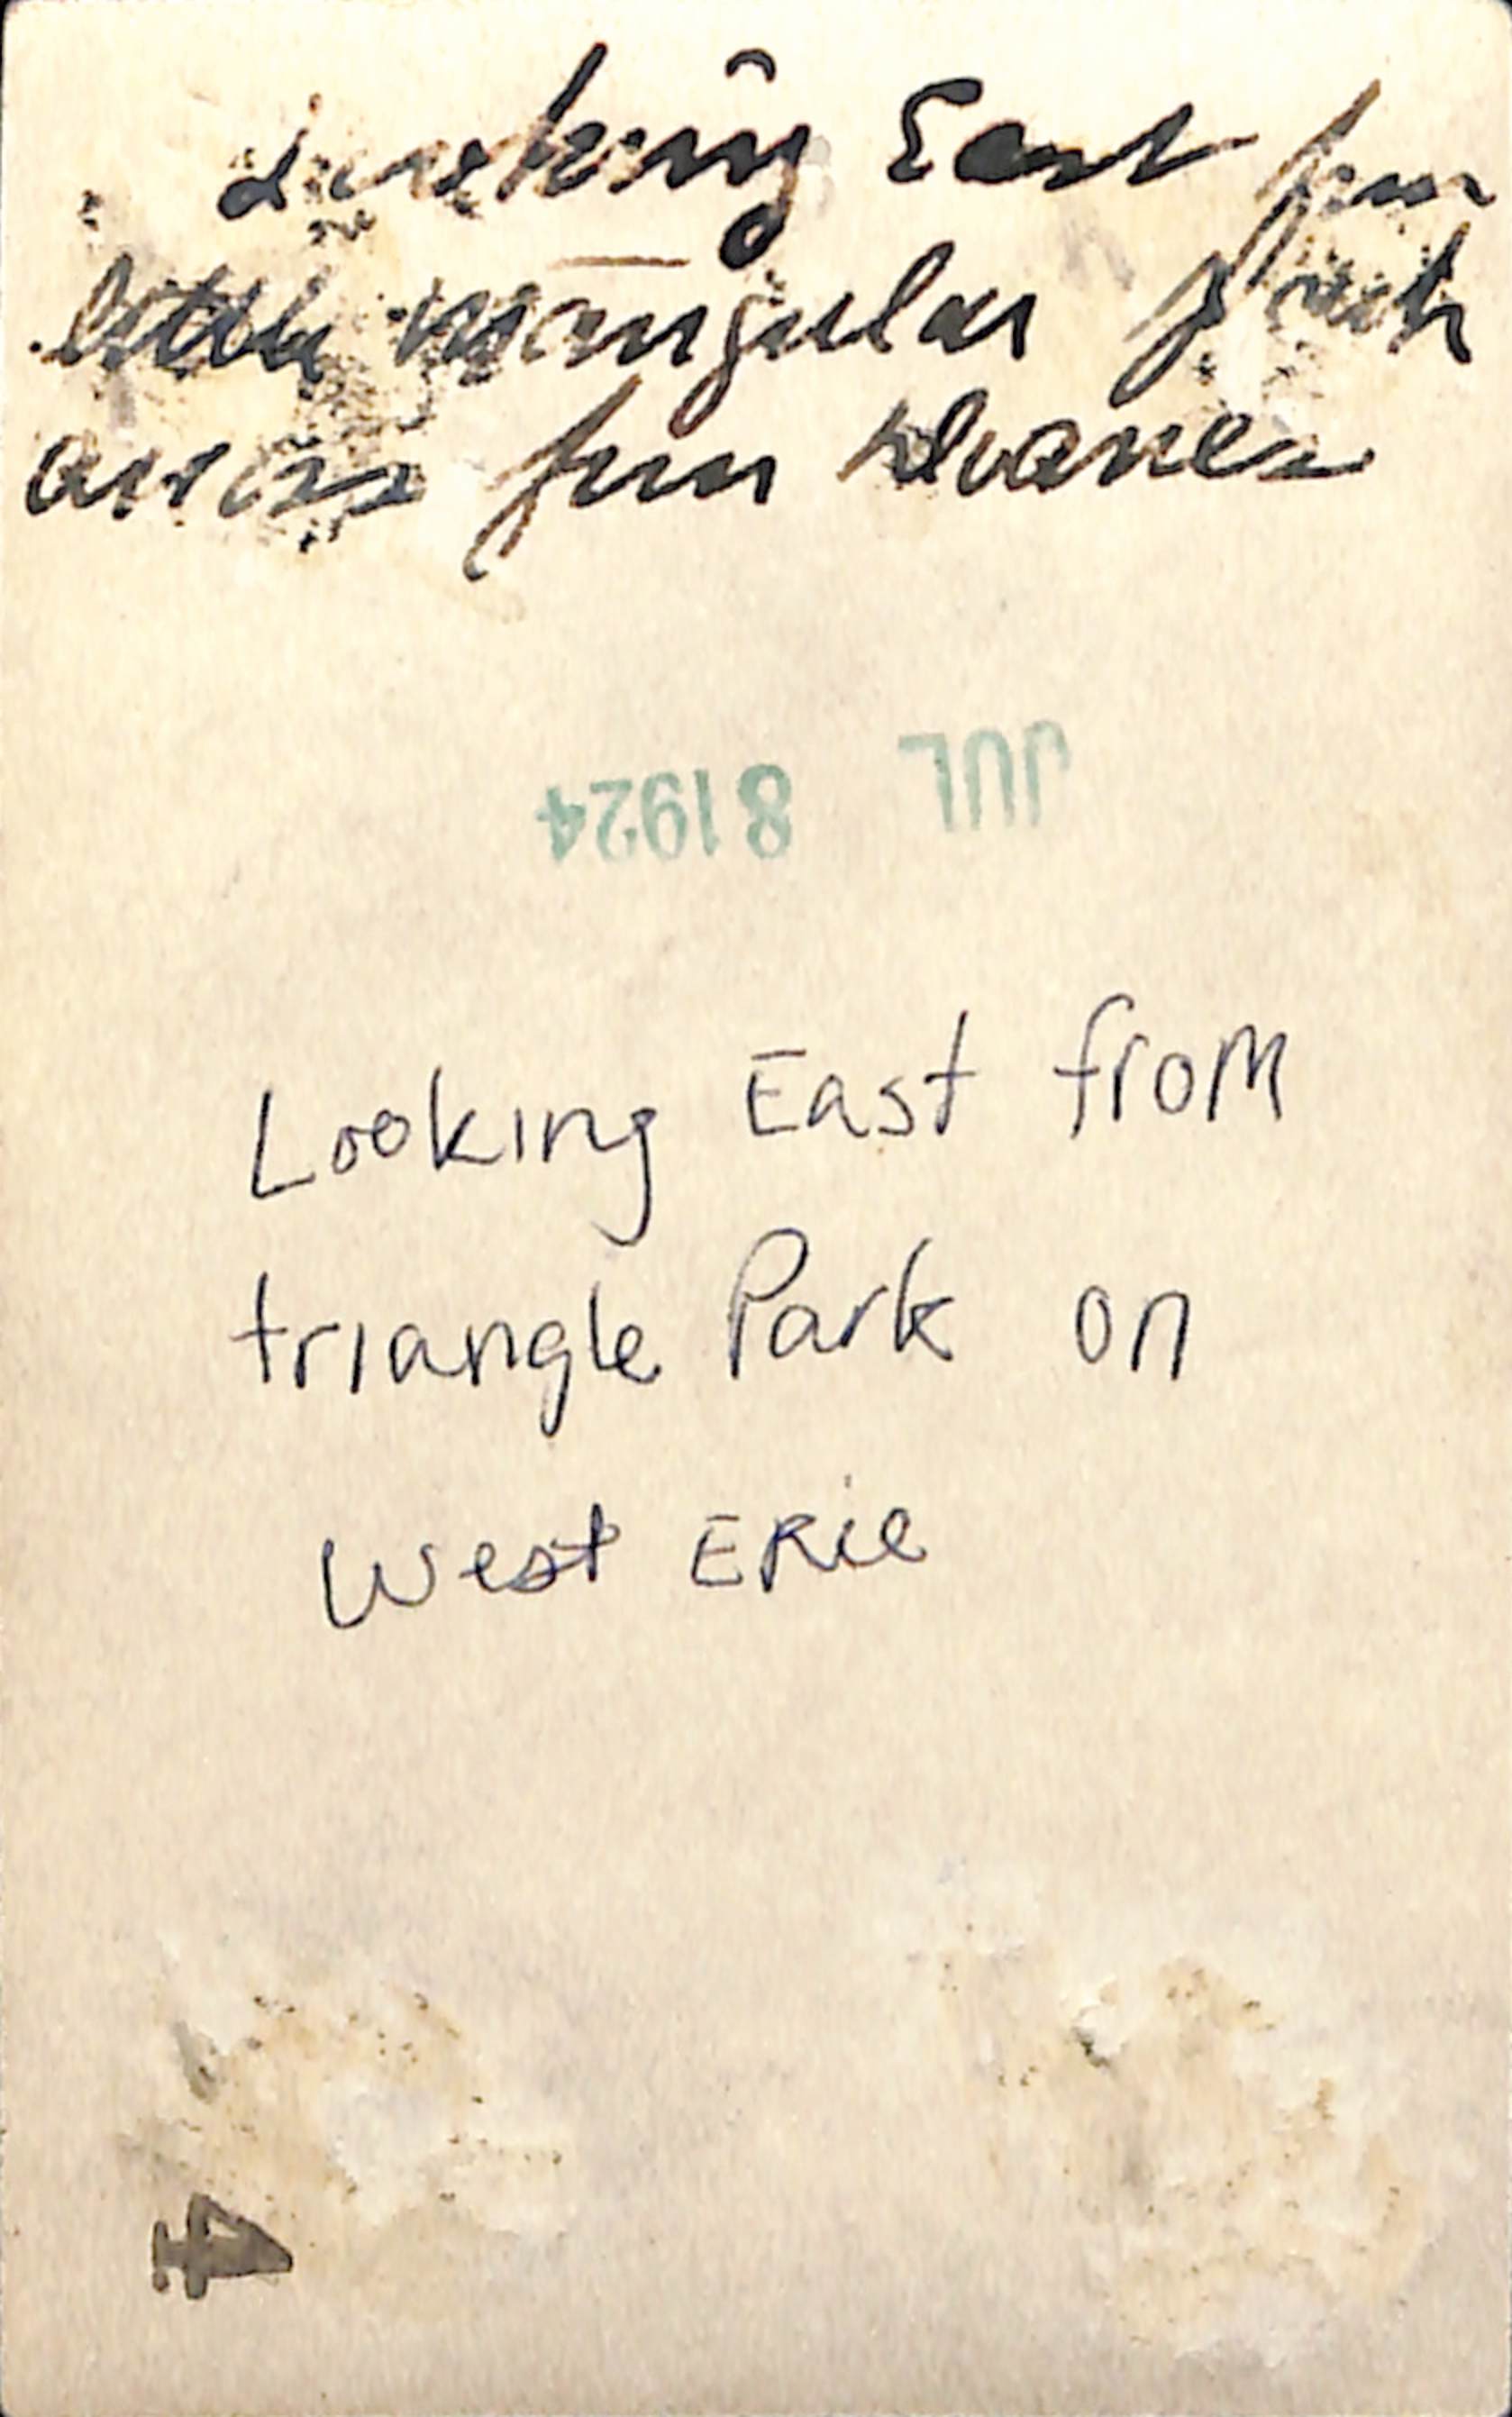 Looking East from
little triangular park
across from
JUL 8 1924
Looking East from
triangle Park on
West ERie
4